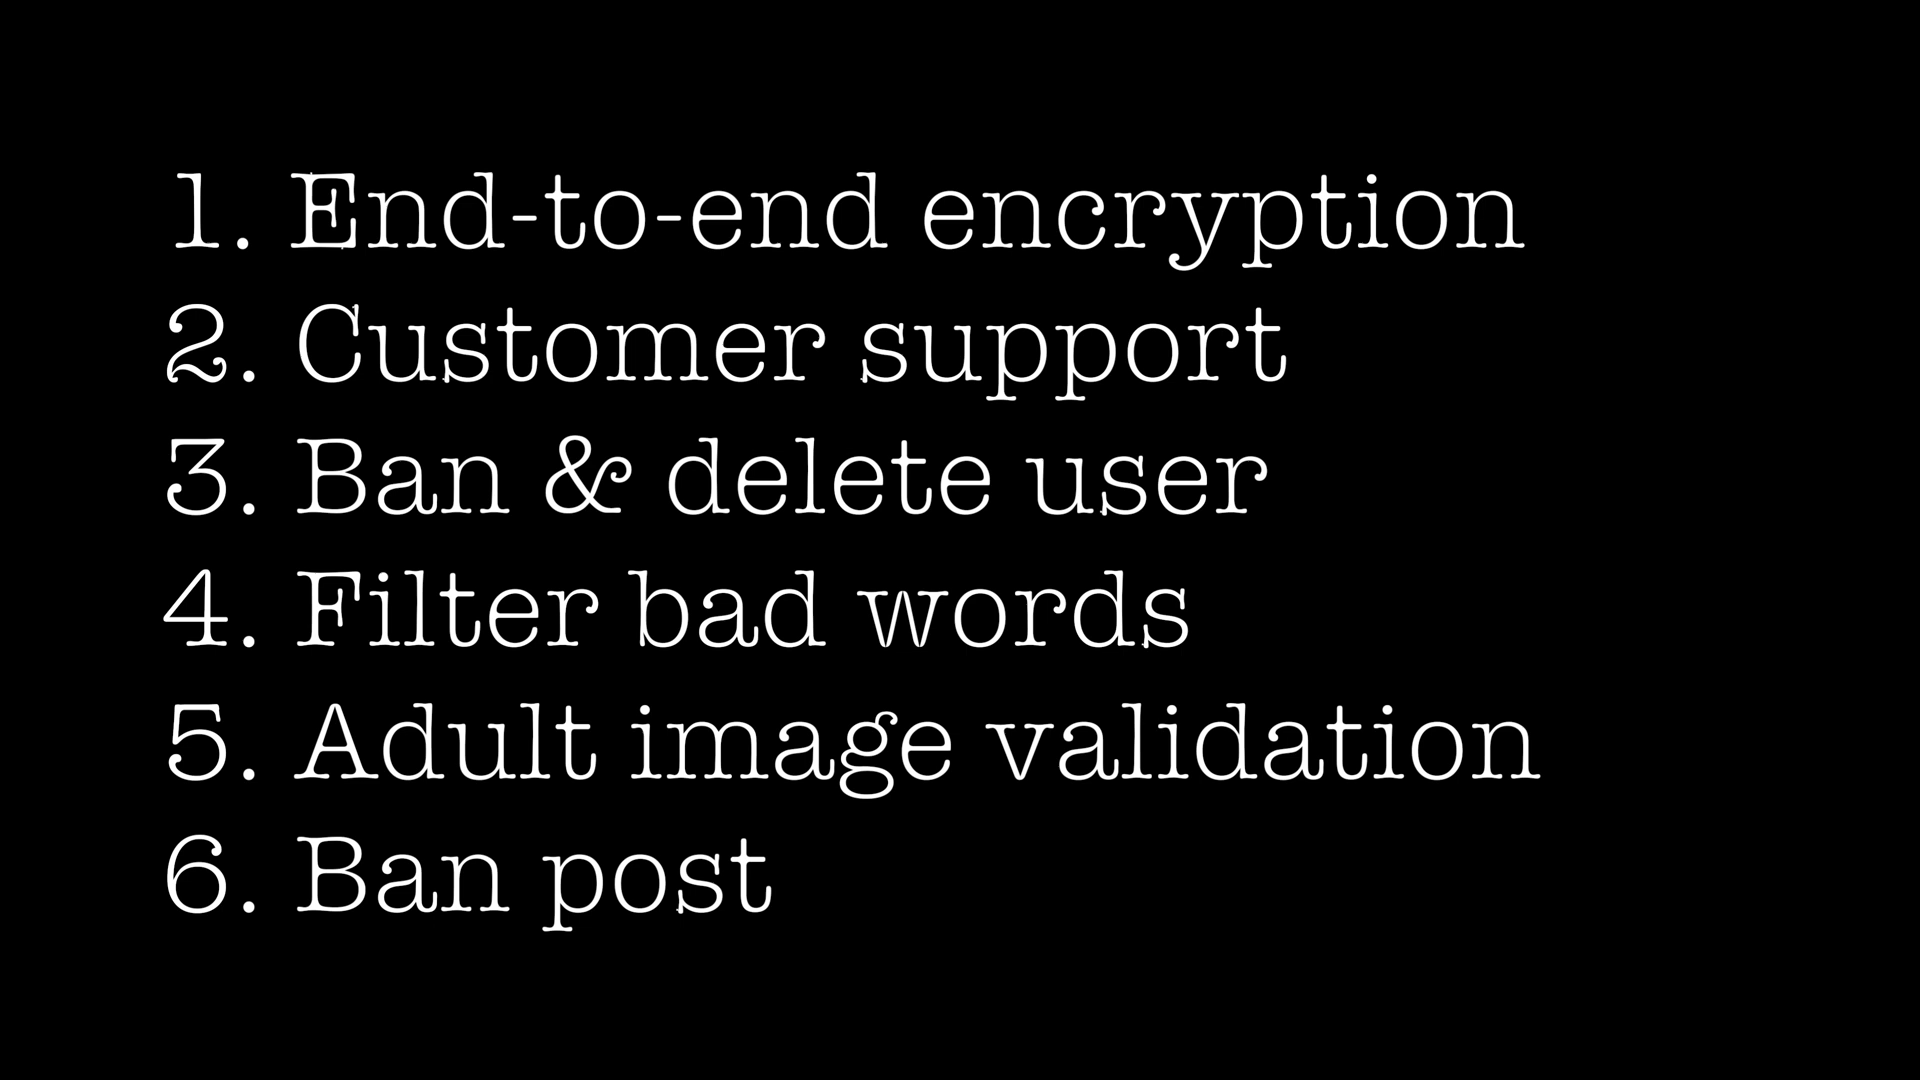 1. End-to-end encryption
2. Customer support
3. Ban & delete user
4. Filter bad words
5. Adult image validation
6. Ban post